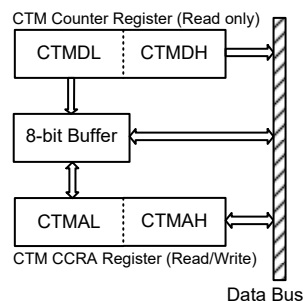 CTM Counter Register (Read only)
CTMDL CTMDH
8-bit Buffer
CTMAL CTMAH
CTM CCRA Register (Read/Write)
Data Bus